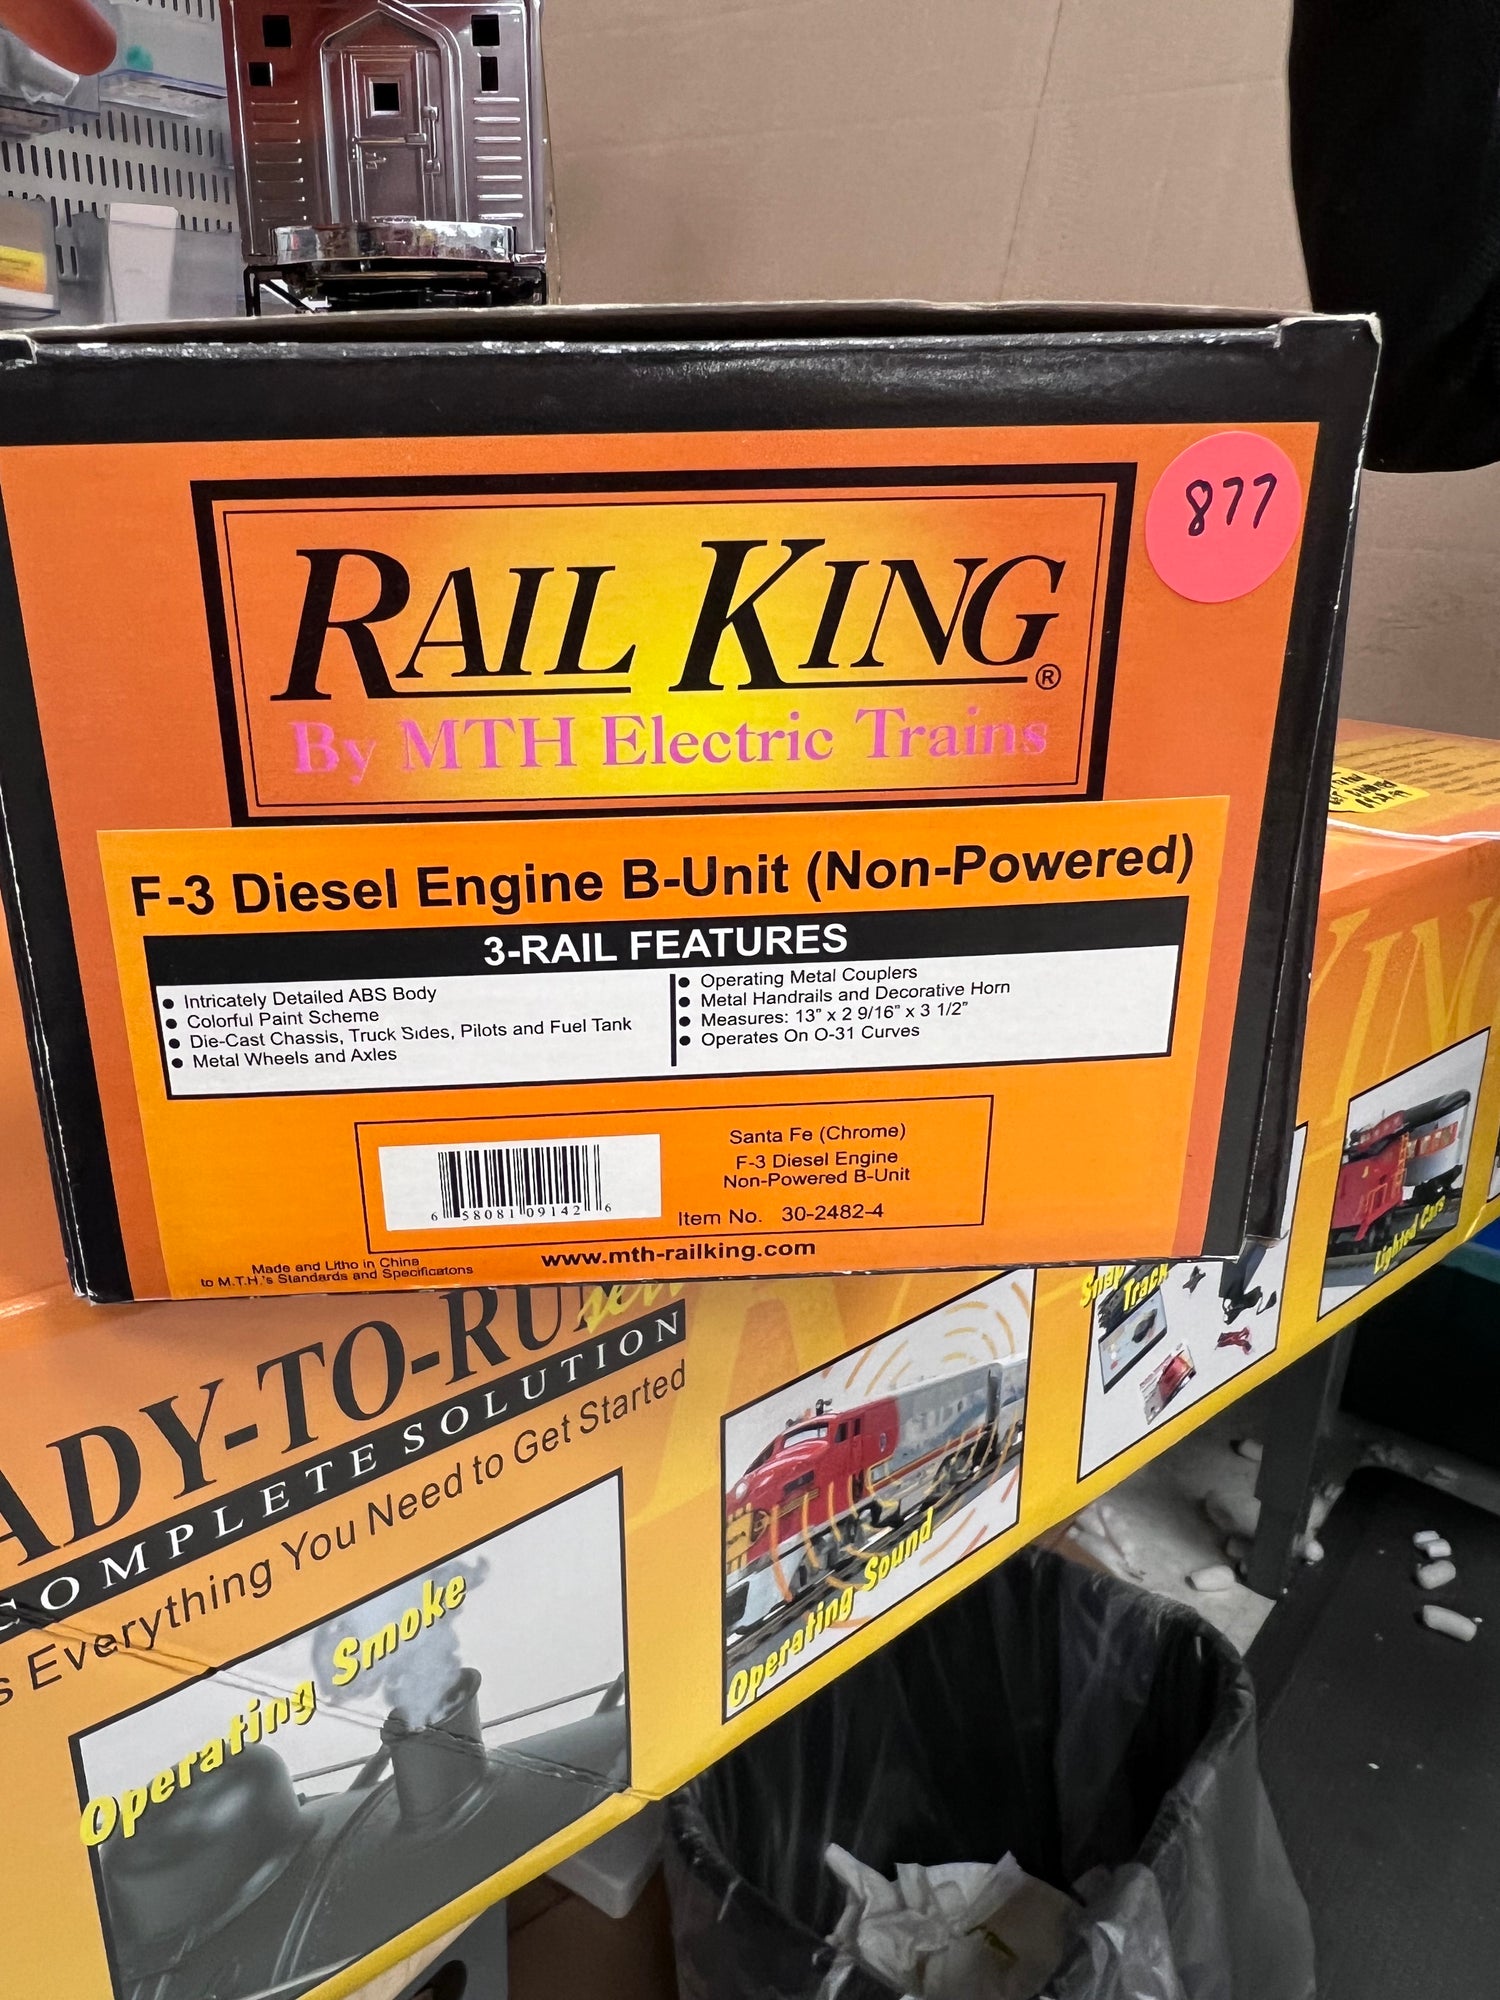 877
RAIL KING®
By MTH Electric Trains
F-3 Diesel Engine B-Unit (Non-Powered)
3-RAIL FEATURES
● Intricately Detailed ABS Body
● Colorful Paint Scheme
● Die-Cast Chassis, Truck Sides, Pilots and Fuel Tank
● Metal Wheels and Axles
● Operating Metal Couplers
● Metal Handrails and Decorative Horn
● Measures: 13" x 2 9/16" x 3 1/2"
● Operates On O-31 Curves
6 58081 09142 6
Santa Fe (Chrome)
F-3 Diesel Engine
Non-Powered B-Unit
Item No. 30-2482-4
Made and Litho in China
to M.T.H.'s Standards and Specificatons
www.mth-railking.com
ADY-TO-RU
COMPLETE SOLUTION
s Everything You Need to Get Started
Operating Smoke
Operating Sound
Snap
Track
Lighted Cars